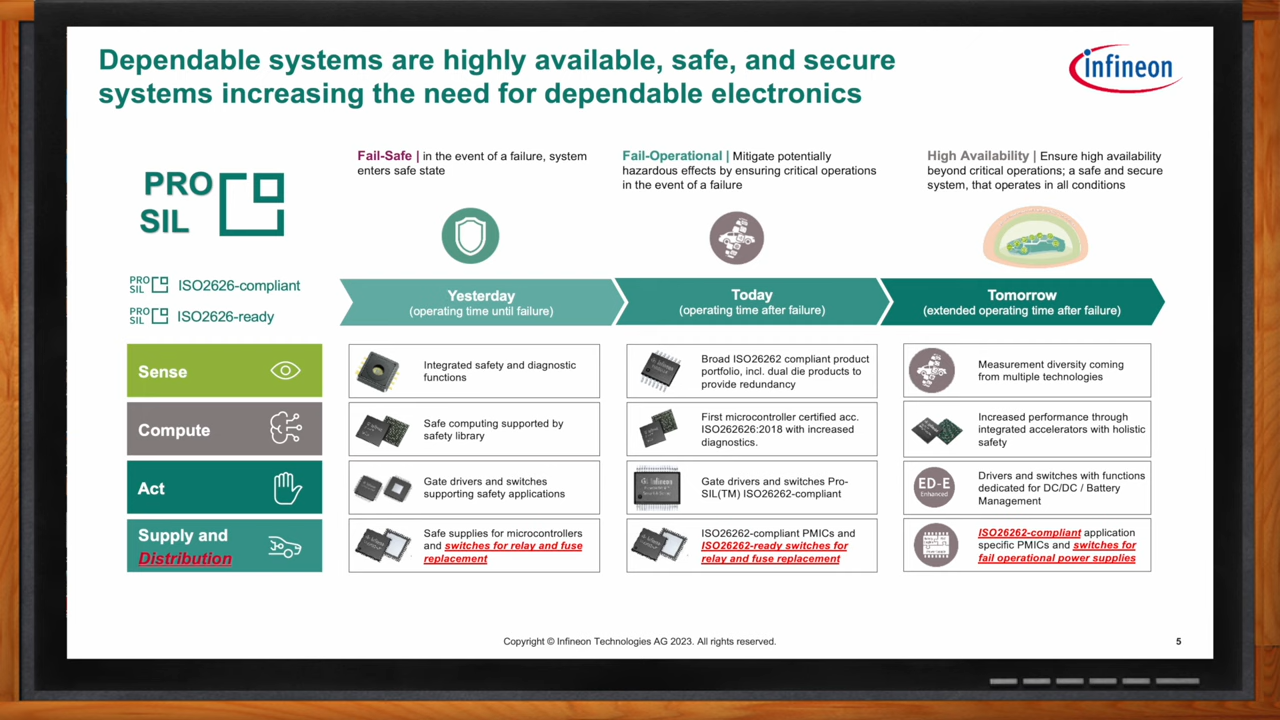 Dependable systems are highly available, safe, and secure
systems increasing the need for dependable electronics
infineon
PRO
SIL
PRO
SIL
ISO2626-compliant
PRO
SIL
ISO2626-ready
Fail-Safe | in the event of a failure, system
enters safe state
Fail-Operational | Mitigate potentially
hazardous effects by ensuring critical operations
in the event of a failure
High Availability | Ensure high availability
beyond critical operations; a safe and secure
system, that operates in all conditions
Yesterday
(operating time until failure)
Today
(operating time after failure)
Tomorrow
(extended operating time after failure)
Sense
Integrated safety and diagnostic
functions
Broad ISO26262 compliant product
portfolio, incl. dual die products to
provide redundancy
Measurement diversity coming
from multiple technologies
Compute
Safe computing supported by
safety library
First microcontroller certified acc.
ISO262626:2018 with increased
diagnostics.
Increased performance through
integrated accelerators with holistic
safety
Act
Gate drivers and switches
supporting safety applications
Gate drivers and switches Pro-
SIL(TM) ISO26262-compliant
ED-E
Enhanced
Drivers and switches with functions
dedicated for DC/DC / Battery
Management
Supply and
Distribution
Safe supplies for microcontrollers
and switches for relay and fuse
replacement
ISO26262-compliant PMICs and
ISO26262-ready switches for
relay and fuse replacement
ISO26262-compliant application
specific PMICs and switches for
fail operational power supplies
Copyright © Infineon Technologies AG 2023. All rights reserved.
5